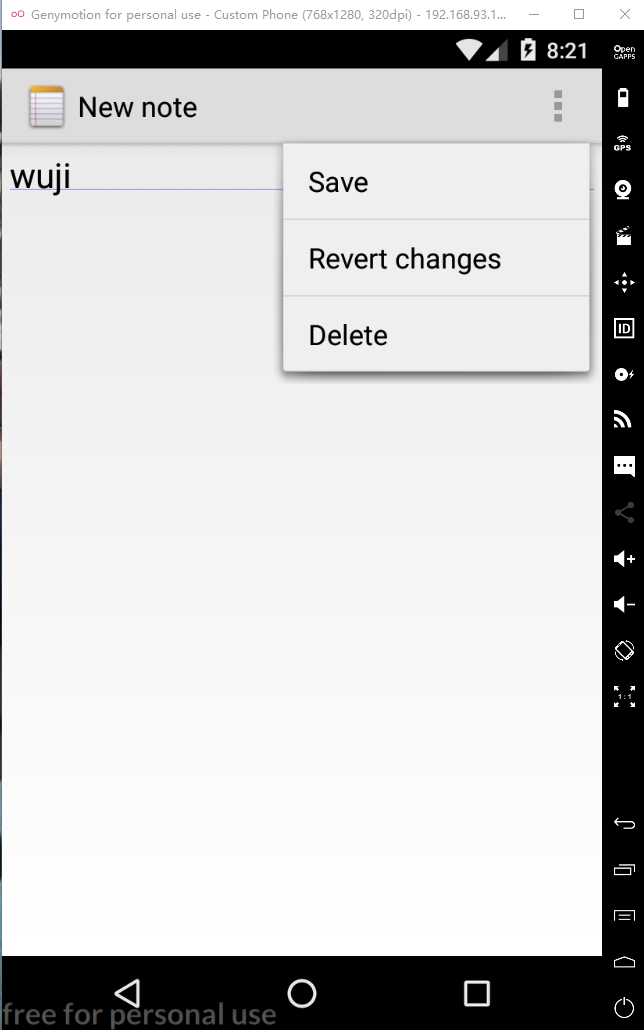 Genymotion for personal use - Custom Phone (768x1280, 320dpi) - 192.168.93.1...
8:21
Open
GAPPS
New note
GPS
wuji
Save
Revert changes
Delete
ID
1:1
free for personal use